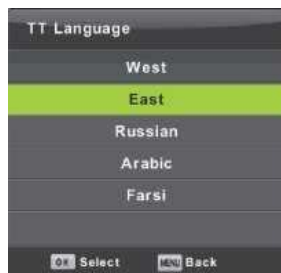 TT Language
West
East
Russian
Arabic
Farsi
OK Select MENU Back